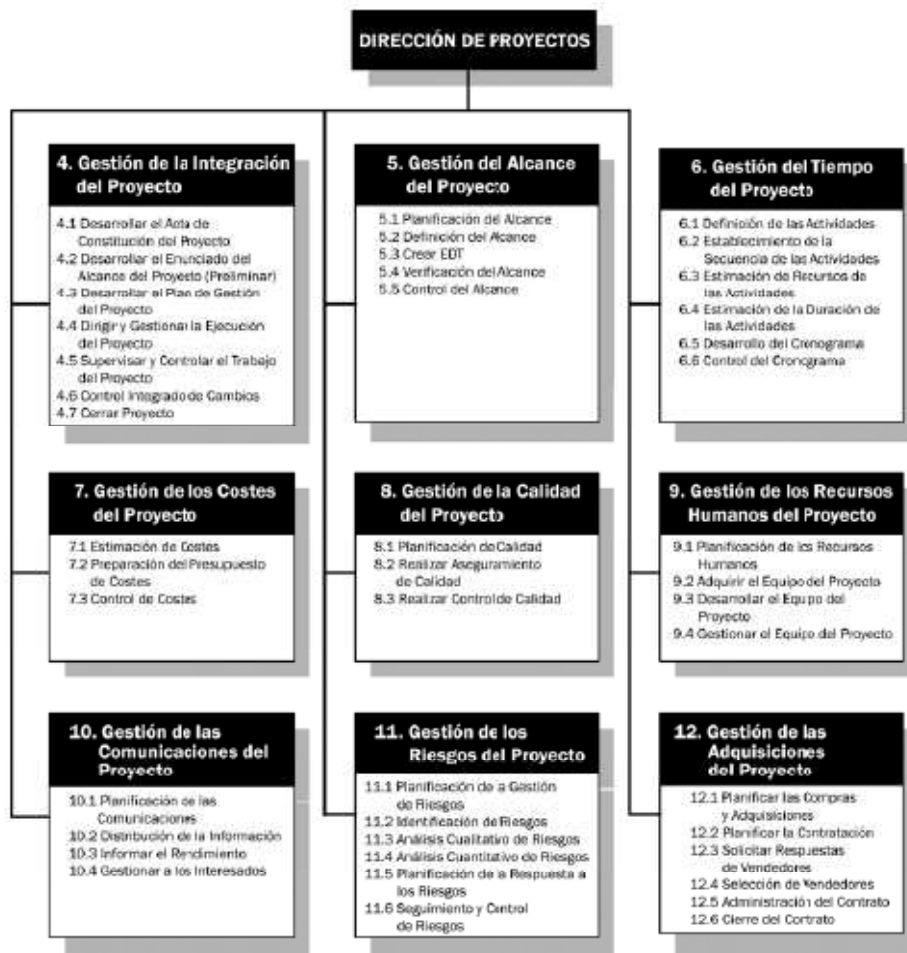 DIRECCIÓN DE PROYECTOS
4. Gestión de la Integración
del Proyecto
4.1 Desarrollar el Acta de
Constitución del Proyecto
4.2 Desarrollar el Enunciado del
Alcance del Proyecto (Preliminar)
4.3 Desarrollar el Plan de Gestión
del Proyecto
4.4 Dirigir y Gestionar la Ejecución
del Proyecto
4.5 Supervisar y Controlar el Trabajo
del Proyecto
4.6 Control Integrado de Cambios
4.7 Cerrar Proyecto
5. Gestión del Alcance
del Proyecto
5.1 Planificación del Alcance
5.2 Definición del Alcance
5.3 Crear EDT
5.4 Verificación del Alcance
5.5 Control del Alcance
6. Gestión del Tiempo
del Proyecto
6.1 Definición de las Actividades
6.2 Establecimiento de la
Secuencia de las Actividades
6.3 Estimación de Recursos de
las Actividades
6.4 Estimación de la Duración de
las Actividades
6.5 Desarrollo del Cronograma
6.6 Control del Cronograma
7. Gestión de los Costes
del Proyecto
7.1 Estimación de Costes
7.2 Preparación del Presupuesto
de Costes
7.3 Control de Costes
8. Gestión de la Calidad
del Proyecto
8.1 Planificación de Calidad
8.2 Realizar Aseguramiento
de Calidad
8.3 Realizar Control de Calidad
9. Gestión de los Recursos
Humanos del Proyecto
9.1 Planificación de los Recursos
Humanos
9.2 Adquirir el Equipo del Proyecto
9.3 Desarrollar el Equipo del
Proyecto
9.4 Gestionar el Equipo del Proyecto
10. Gestión de las
Comunicaciones del
Proyecto
10.1 Planificación de las
Comunicaciones
10.2 Distribución de la Información
10.3 Informar el Rendimiento
10.4 Gestionar a los Interesados
11. Gestión de los
Riesgos del Proyecto
11.1 Planificación de a Gestión
de Riesgos
11.2 Identificación de Riesgos
11.3 Análisis Cualitativo de Riesgos
11.4 Análisis Cuantitativo de Riesgos
11.5 Planificación de a Respuesta a
los Riesgos
11.6 Seguimiento y Control
de Riesgos
12. Gestión de las
Adquisiciones
del Proyecto
12.1 Planificar las Compras
y Adquisiciones
12.2 Planificar la Contratación
12.3 Solicitar Respuestas
de Vendedores
12.4 Selección de Vendedores
12.5 Administración del Contrato
12.6 Cierre del Contrato